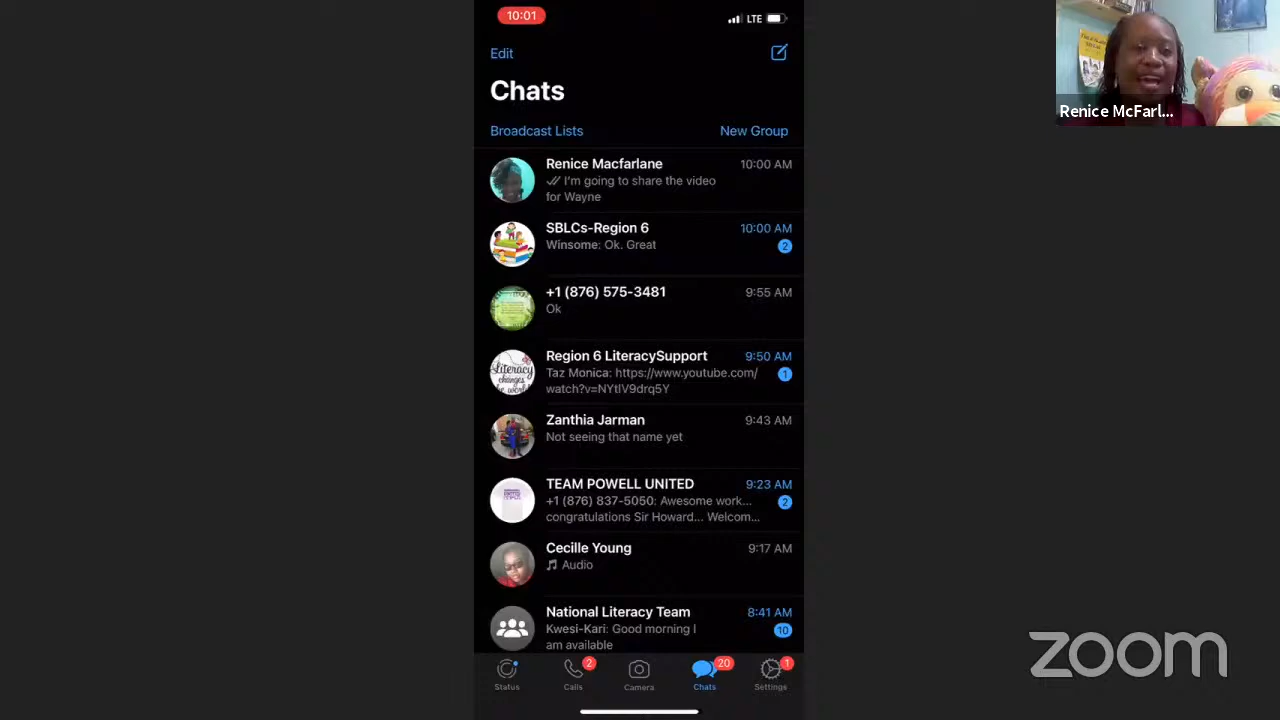 10:01
LTE
Edit
Chats
Broadcast Lists
New Group
Renice Macfarlane
10:00 AM
I'm going to share the video
for Wayne
SBLCs-Region 6
10:00 AM
Winsome: Ok. Great
2
+1 (876) 575-3481
9:55 AM
Ok
Region 6 LiteracySupport
9:50 AM
Taz Monica: https://www.youtube.com/
1
watch?v=NYtIV9drq5Y
literacy
changes
the world
Zanthia Jarman
9:43 AM
Not seeing that name yet
TEAM POWELL UNITED
9:23 AM
+1 (876) 837-5050: Awesome work...
2
congratulations Sir Howard... Welcom...
Cecille Young
9:17 AM
Audio
National Literacy Team
8:41 AM
Kwesi-Kari: Good morning I
10
am available
Status
2
Calls
Camera
20
Chats
1
Settings
Renice McFarl...
zoom